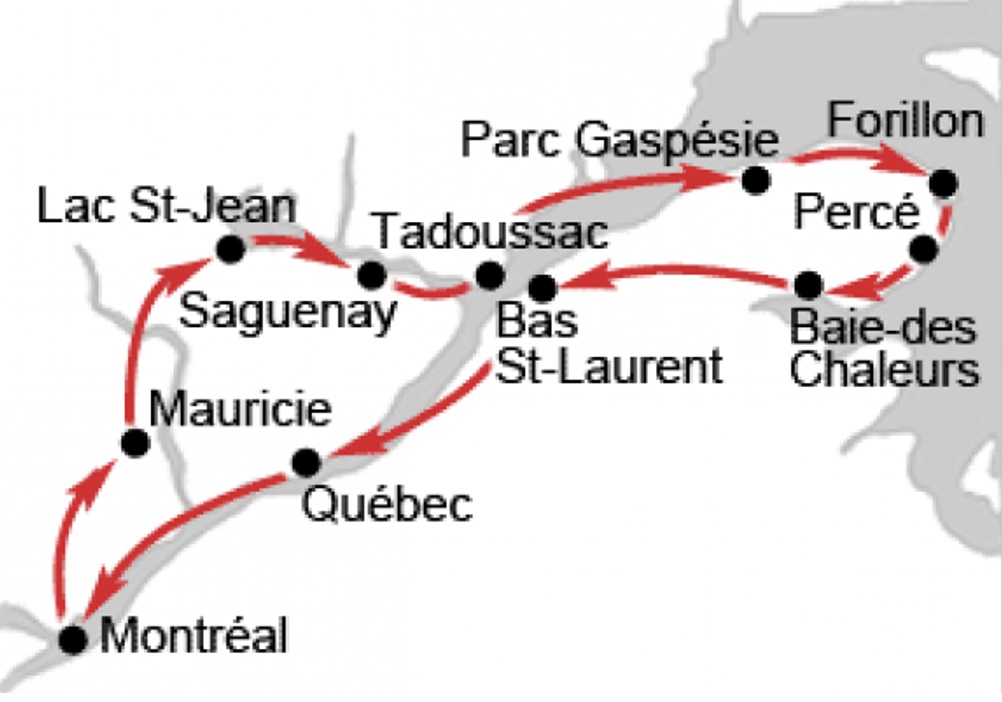 Forillon
Parc Gaspésie
Lac St-Jean
Percé
Tadoussac
Saguenay
Bas
St-Laurent
Baie-des
Chaleurs
Mauricie
Québec
Montréal